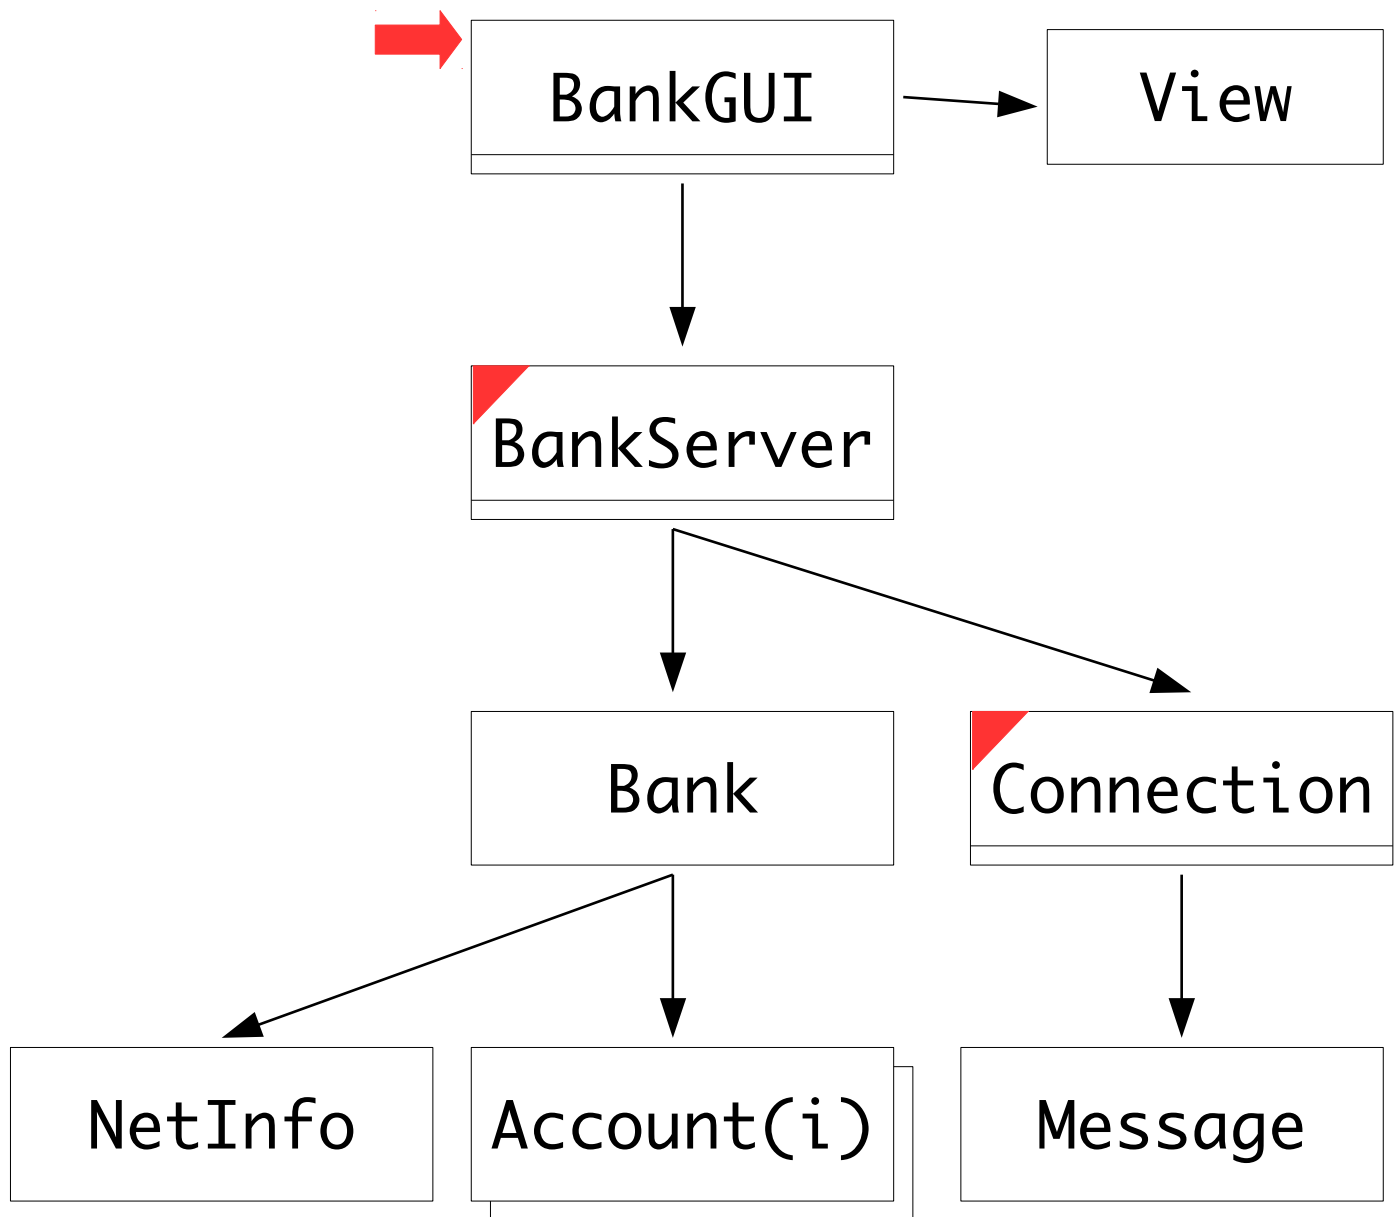 BankGUI
View
BankServer
Bank
Connection
NetInfo
Account(i)
Message